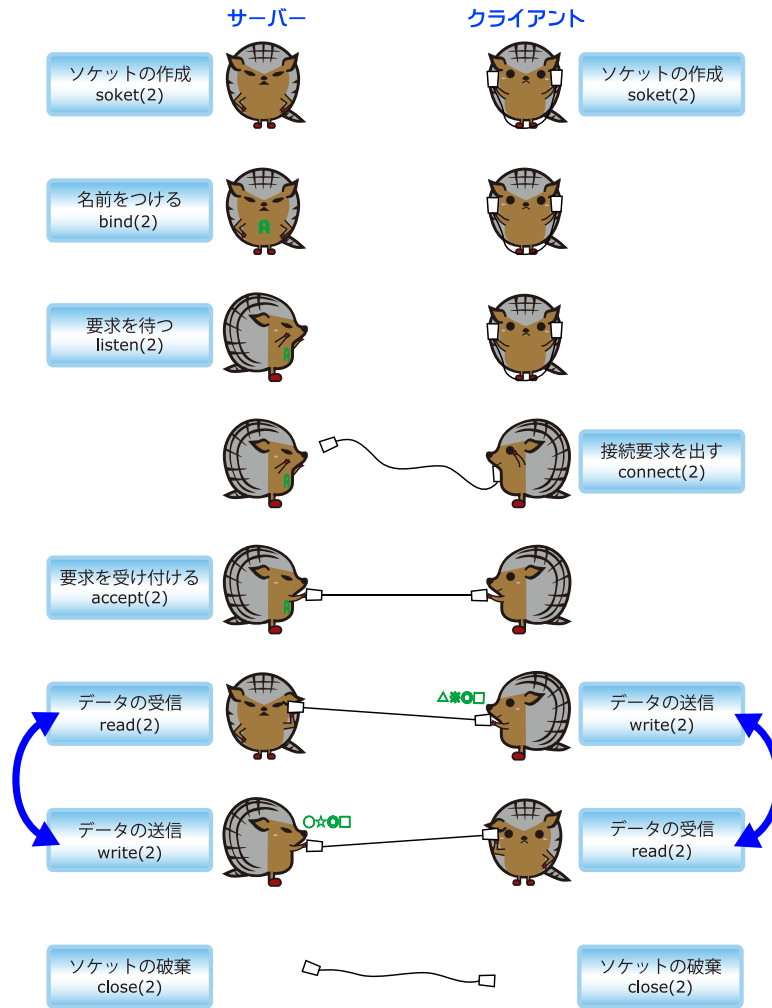 サーバー
クライアント
ソケットの作成
soket(2)
ソケットの作成
soket(2)
名前をつける
bind(2)
A
要求を待つ
listen(2)
A
A
接続要求を出す
connect(2)
要求を受け付ける
accept(2)
A
データの受信
read(2)
△※◎□
データの送信
write(2)
データの送信
write(2)
○☆◎□
データの受信
read(2)
ソケットの破棄
close(2)
ソケットの破棄
close(2)